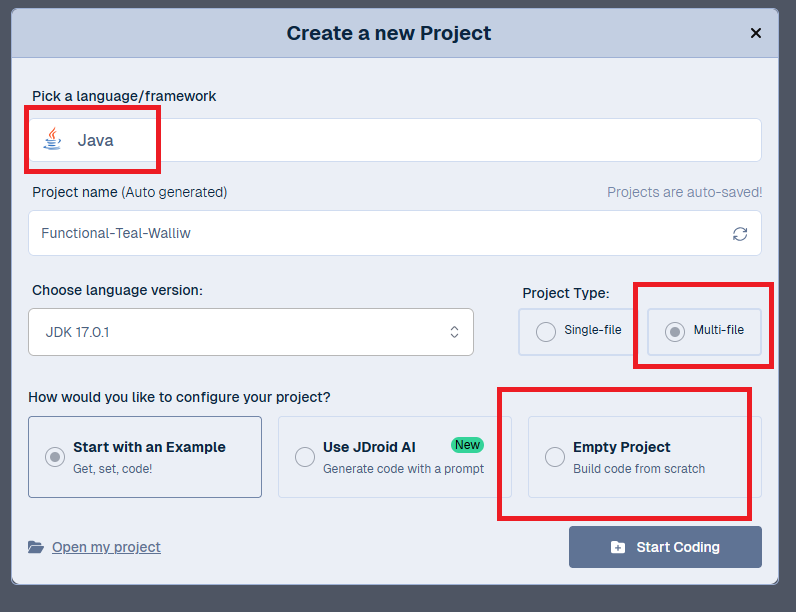 Create a new Project
Pick a language/framework
Java
Project name (Auto generated) Projects are auto-saved!
Functional-Teal-Walliw
Choose language version: Project Type:
JDK 17.0.1 Single-file Multi-file
How would you like to configure your project?
Start with an Example Use JDroid AI New Empty Project
Get, set, code! Generate code with a prompt Build code from scratch
Open my project Start Coding